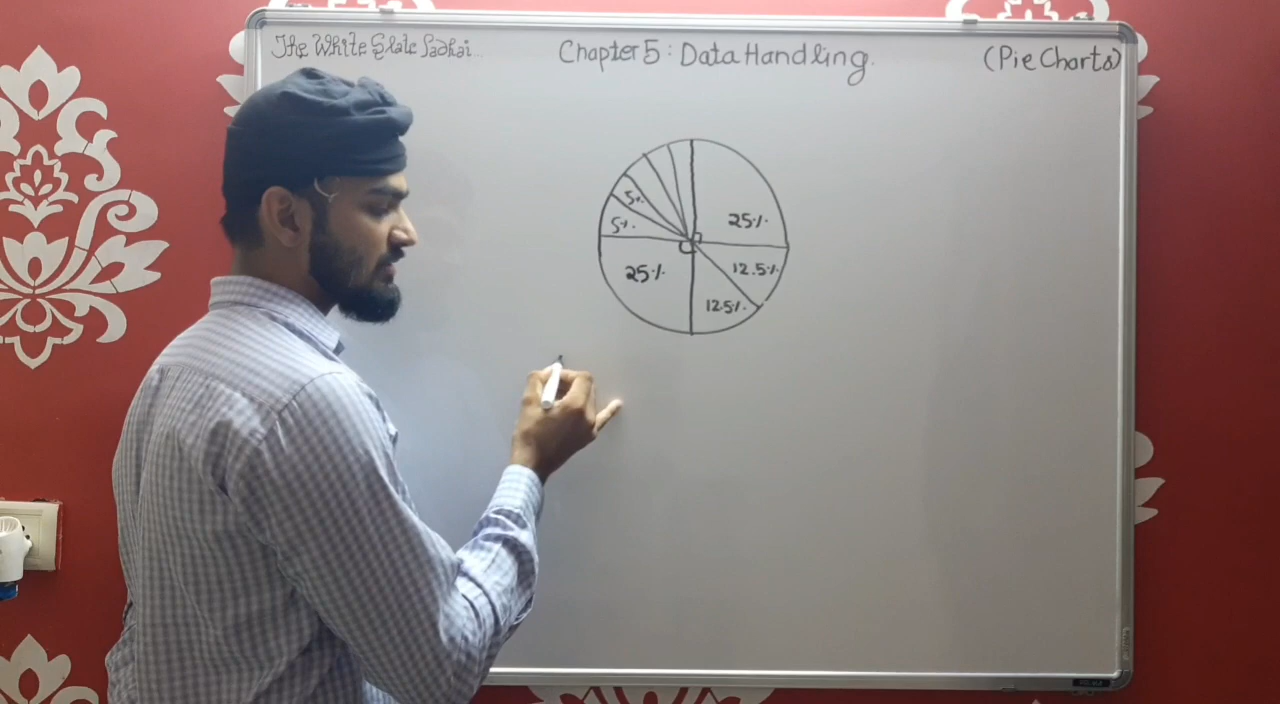 The White Slate Padhai...
Chapter 5: Data Handling.
(Pie Charts)
5%.
5%.
25%.
25%.
12.5%.
12.5%.